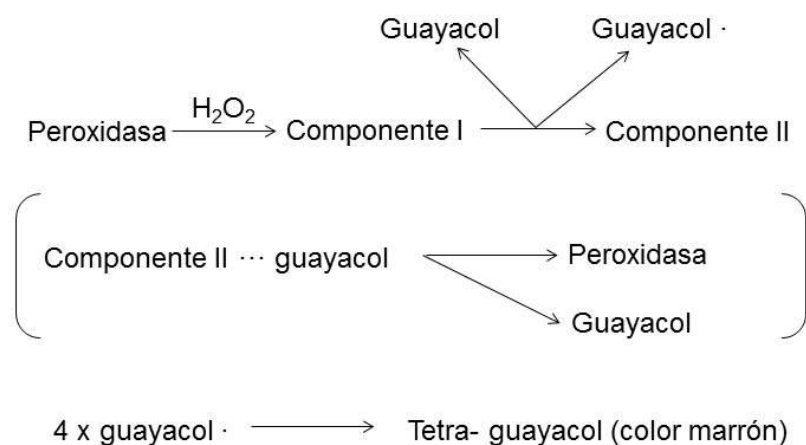 Guayacol Guayacol ·
H₂O₂
Peroxidasa Componente I Componente II
Componente II ··· guayacol Peroxidasa
Guayacol
4 x guayacol · Tetra- guayacol (color marrón)